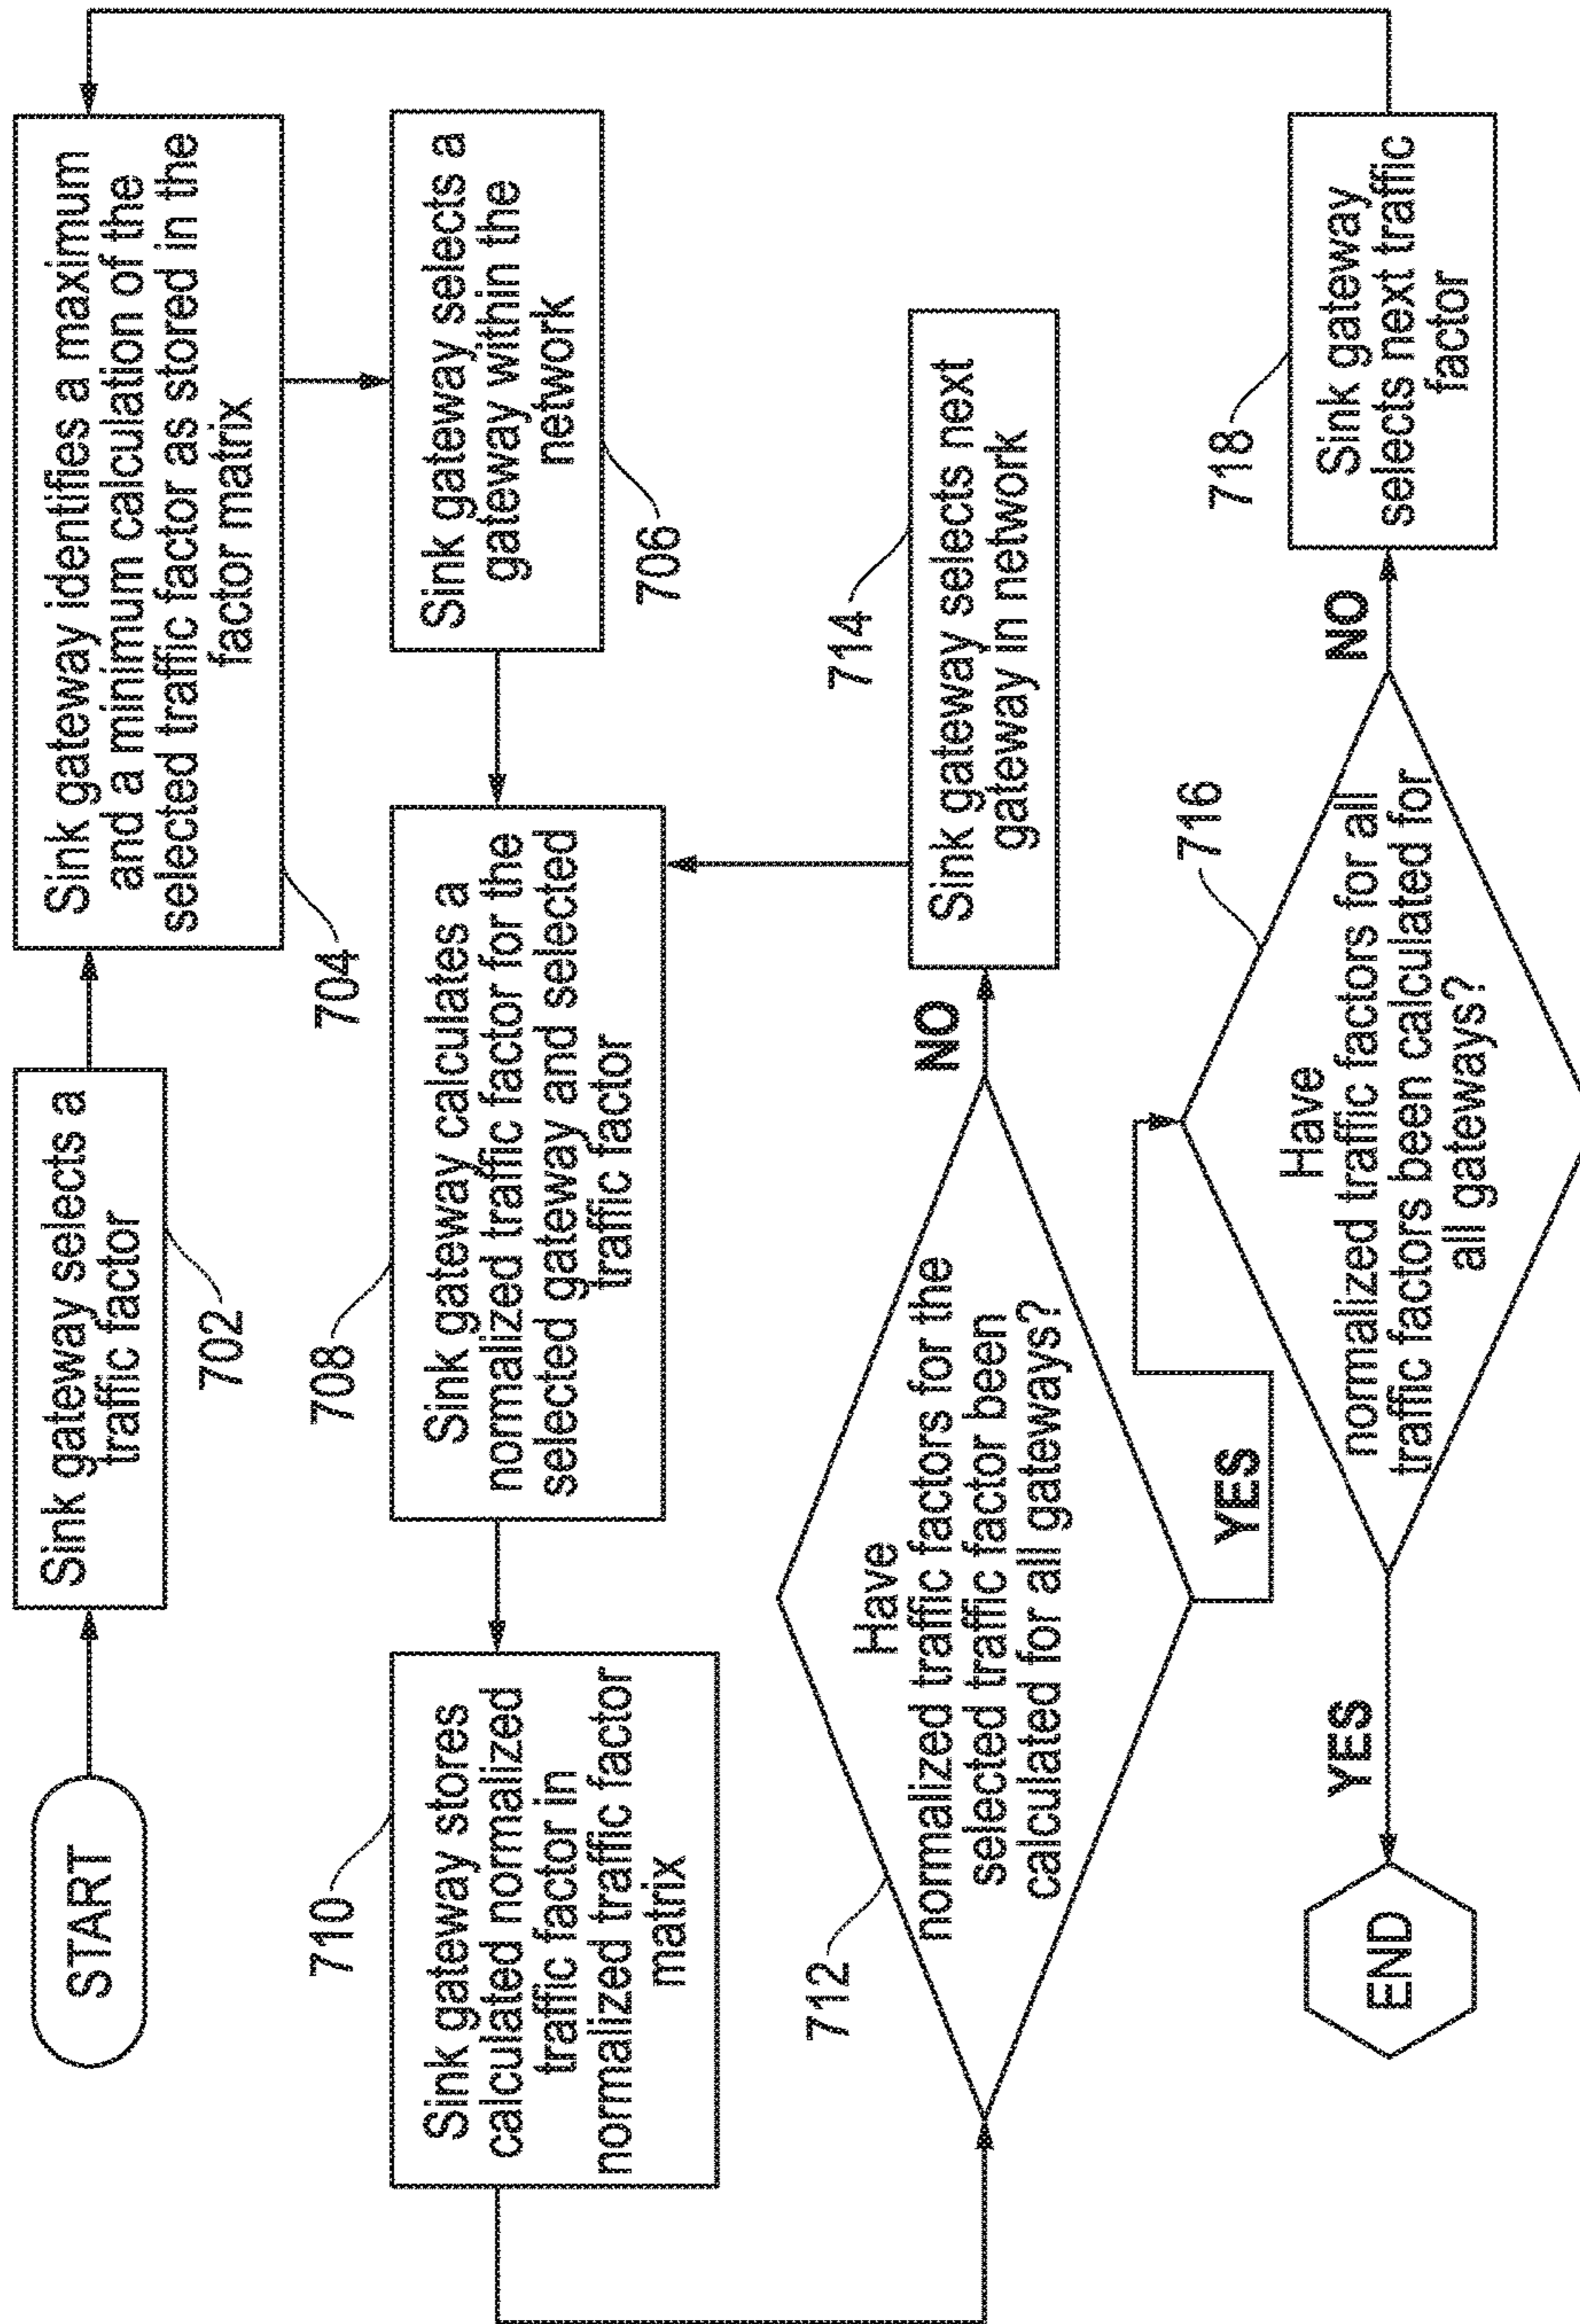 START
Sink gateway selects a
traffic factor
702
Sink gateway identifies a maximum
and a minimum calculation of the
selected traffic factor as stored in the
factor matrix
704
Sink gateway selects a
gateway within the
network
706
708
Sink gateway calculates a
normalized traffic factor for the
selected gateway and selected
traffic factor
710
Sink gateway stores
calculated normalized
traffic factor in
normalized traffic factor
matrix
712
Have
normalized traffic factors for the
selected traffic factor been
calculated for all gateways?
NO
YES
714
Sink gateway selects next
gateway in network
716
Have
normalized traffic factors for all
traffic factors been calculated for
all gateways?
NO
YES
718
Sink gateway
selects next traffic
factor
END